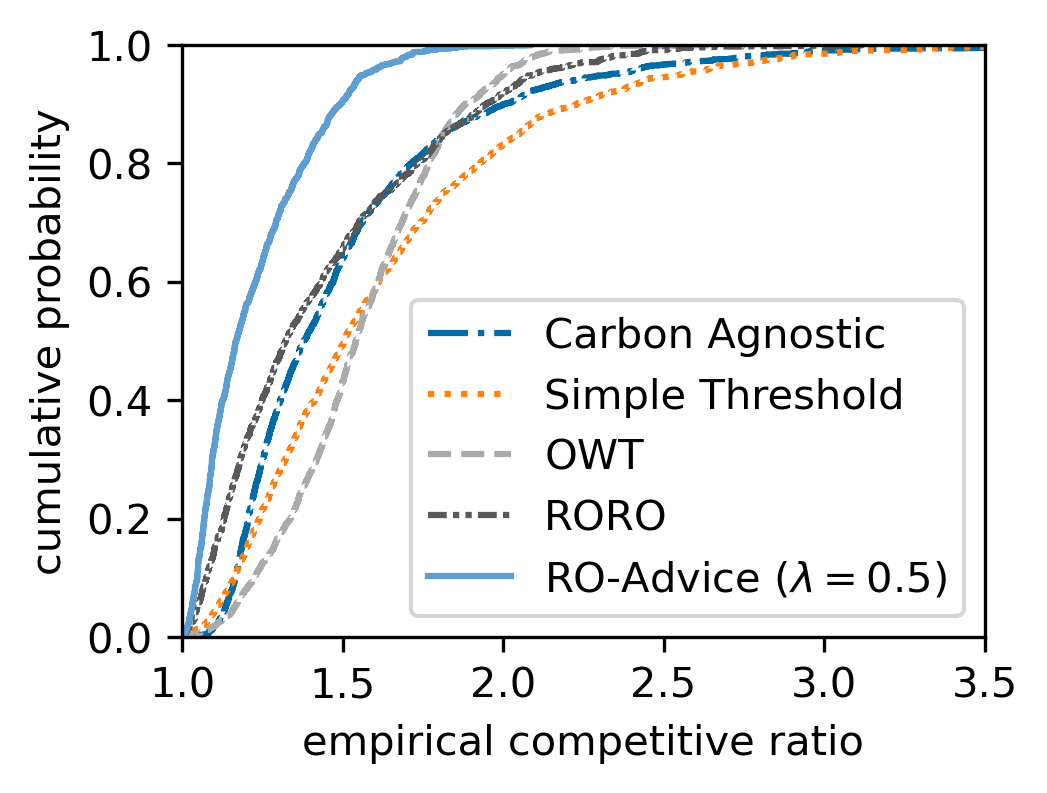 1.0
0.8
0.6
0.4
0.2
0.0
cumulative probability
Carbon Agnostic
Simple Threshold
OWT
RORO
RO-Advice (λ = 0.5)
1.0 1.5 2.0 2.5 3.0 3.5
empirical competitive ratio